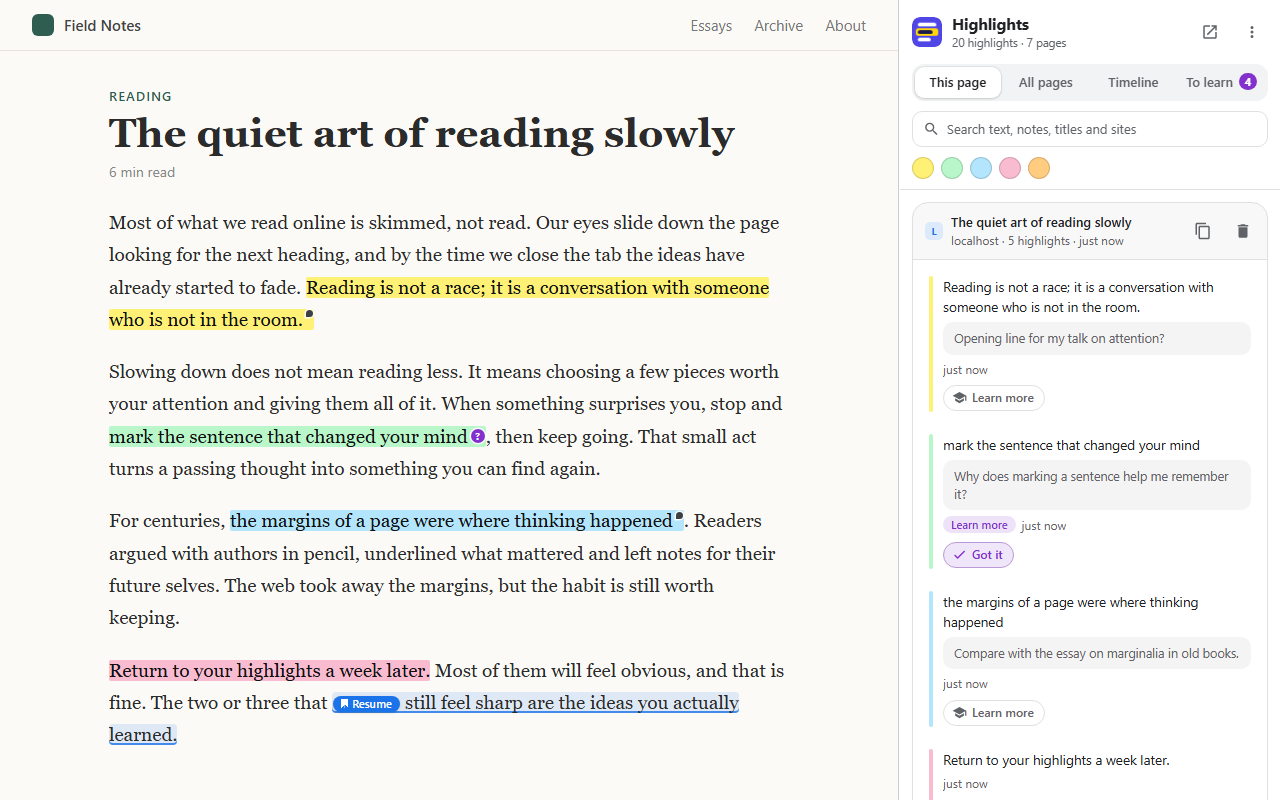 Field Notes
Essays
Archive
About
READING
The quiet art of reading slowly
6 min read
Most of what we read online is skimmed, not read. Our eyes slide down the page
looking for the next heading, and by the time we close the tab the ideas have
already started to fade. Reading is not a race; it is a conversation with someone
who is not in the room.
Slowing down does not mean reading less. It means choosing a few pieces worth
your attention and giving them all of it. When something surprises you, stop and
mark the sentence that changed your mind ?, then keep going. That small act
turns a passing thought into something you can find again.
For centuries, the margins of a page were where thinking happened. Readers
argued with authors in pencil, underlined what mattered and left notes for their
future selves. The web took away the margins, but the habit is still worth
keeping.
Return to your highlights a week later. Most of them will feel obvious, and that is
fine. The two or three that Resume still feel sharp are the ideas you actually
learned.
Highlights
20 highlights · 7 pages
This page
All pages
Timeline
To learn 4
Search text, notes, titles and sites
L
The quiet art of reading slowly
localhost · 5 highlights · just now
Reading is not a race; it is a conversation with
someone who is not in the room.
Opening line for my talk on attention?
just now
Learn more
mark the sentence that changed your mind
Why does marking a sentence help me remember
it?
Learn more just now
Got it
the margins of a page were where thinking
happened
Compare with the essay on marginalia in old books.
just now
Learn more
Return to your highlights a week later.
just now